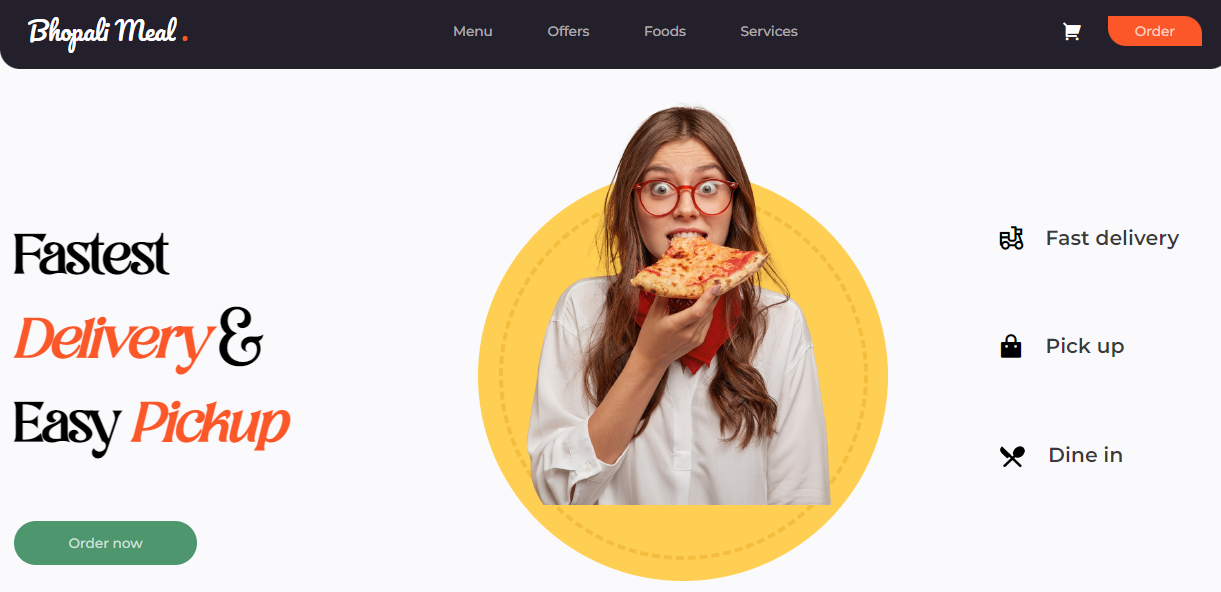 Bhopali Meal .
Menu Offers Foods Services Order
Fastest
Delivery &
Easy Pickup
Order now
Fast delivery
Pick up
Dine in